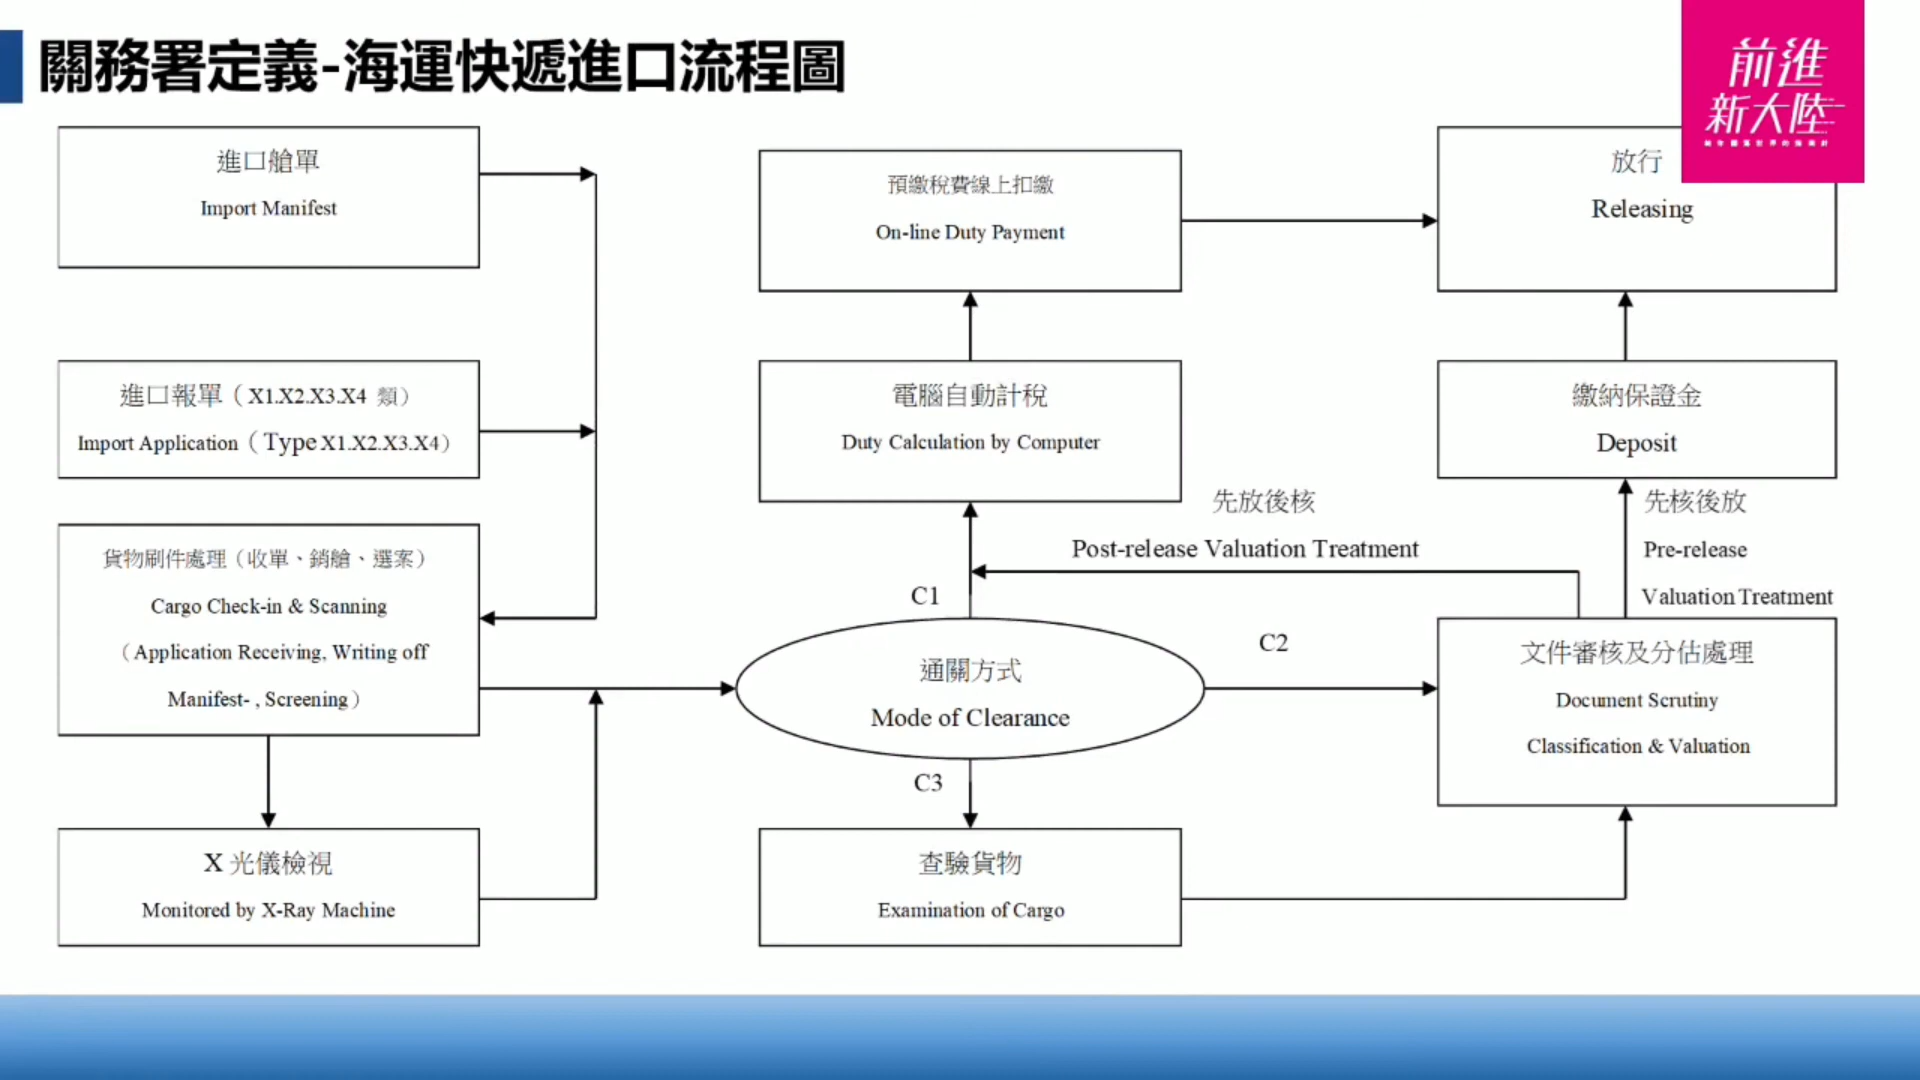 關務署定義-海運快遞進口流程圖
前進
新大陸
進口艙單
Import Manifest
進口報單（X1.X2.X3.X4 類）
Import Application（Type X1.X2.X3.X4）
貨物刷件處理（收單、銷艙、選案）
Cargo Check-in & Scanning
（Application Receiving, Writing off
Manifest- , Screening）
X 光儀檢視
Monitored by X-Ray Machine
預繳稅費線上扣繳
On-line Duty Payment
電腦自動計稅
Duty Calculation by Computer
先放後核
Post-release Valuation Treatment
C1
通關方式
Mode of Clearance
C2
C3
查驗貨物
Examination of Cargo
放行
Releasing
繳納保證金
Deposit
先核後放
Pre-release
Valuation Treatment
文件審核及分估處理
Document Scrutiny
Classification & Valuation